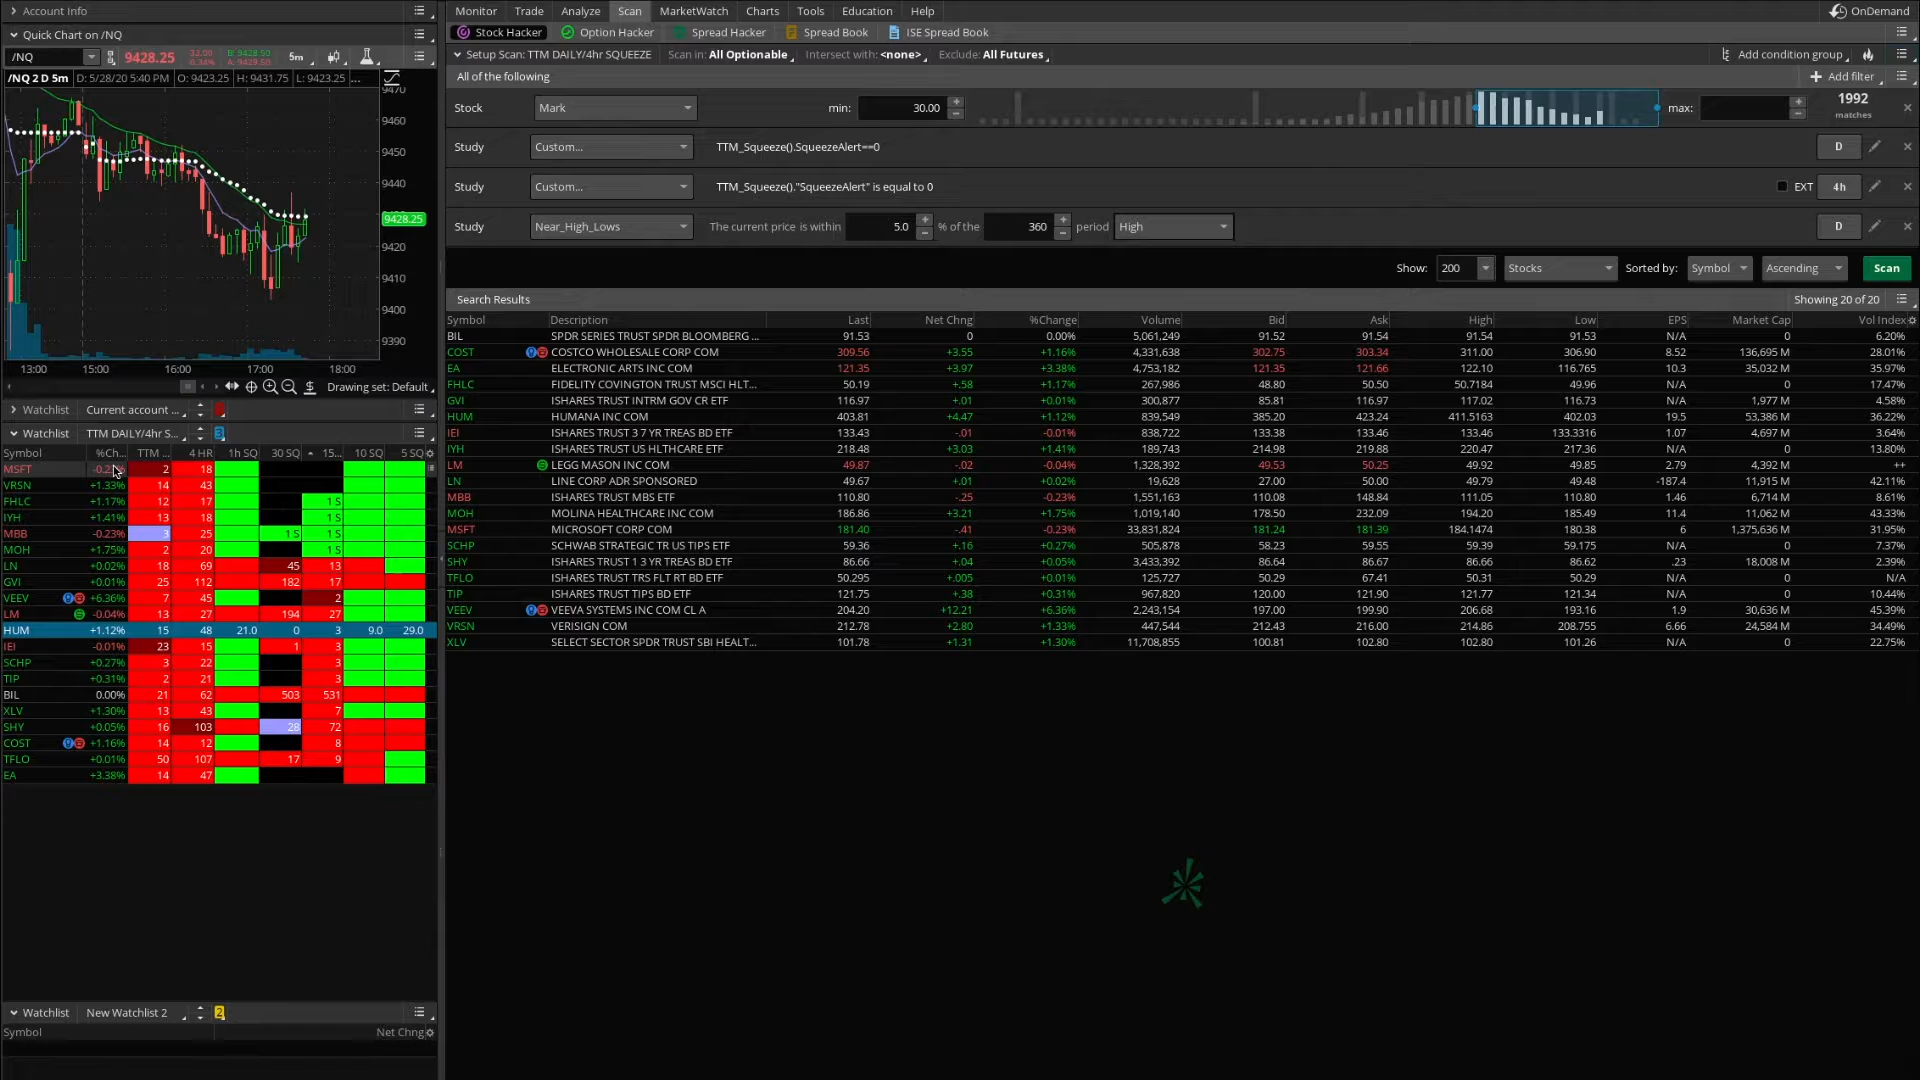 Account Info
Quick Chart on /NQ
/NQ 9428.25 32.00 0.34% B: 9428.50 A: 9429.50 5m
/NQ 2 D 5m D: 5/28/20 5:40 PM O: 9423.25 H: 9431.75 L: 9423.25 ...
9470
9460
9450
9440
9428.25
9420
9410
9400
9390
13:00 15:00 16:00 17:00 18:00
Drawing set: Default
Watchlist Current account ...
Watchlist TTM DAILY/4hr S... 3
Symbol %Ch... TTM ... 4 HR 1h SQ 30 SQ 15... 10 SQ 5 SQ
MSFT 2 18
VRSN +1.33% 14 43
FHLC +1.17% 12 17 1 S
IYH +1.41% 13 18 1 S
MBB -0.23% 3 25 1 S 1 S
MOH +1.75% 2 20 1 S
LN +0.02% 18 69 45 13
GVI +0.01% 25 112 182 17
VEEV +6.36% 7 45 2
LM -0.04% 13 27 194 27
HUM +1.12% 15 48 21.0 0 3 9.0 29.0
IEI -0.01% 23 15 1 3
SCHP +0.27% 3 22 3
TIP +0.31% 2 21 3
BIL 0.00% 21 62 503 531
XLV +1.30% 13 43 7
SHY +0.05% 16 103 28 72
COST +1.16% 14 12 8
TFLO +0.01% 50 107 17 9
EA +3.38% 14 47
Watchlist New Watchlist 2 2
Symbol Net Chng
Monitor Trade Analyze Scan MarketWatch Charts Tools Education Help OnDemand
Stock Hacker Option Hacker Spread Hacker Spread Book ISE Spread Book
Setup Scan: TTM DAILY/4hr SQUEEZE Scan in: All Optionable Intersect with: <none> Exclude: All Futures Add condition group
All of the following Add filter
Stock Mark min: 30.00 max: 1992
matches
Study Custom... TTM_Squeeze().SqueezeAlert==0 D
Study Custom... TTM_Squeeze()."SqueezeAlert" is equal to 0 EXT 4h
Study Near_High_Lows The current price is within 5.0 % of the 360 period High D
Show: 200 Stocks Sorted by: Symbol Ascending Scan
Search Results Showing 20 of 20
Symbol Description Last Net Chng %Change Volume Bid Ask High Low EPS Market Cap Vol Index
BIL SPDR SERIES TRUST SPDR BLOOMBERG ... 91.53 0 0.00% 5,061,249 91.52 91.54 91.54 91.53 N/A 0 6.20%
COST COSTCO WHOLESALE CORP COM 309.56 +3.55 +1.16% 4,331,638 302.75 303.34 311.00 306.90 8.52 136,695 M 28.01%
EA ELECTRONIC ARTS INC COM 121.35 +3.97 +3.38% 4,753,182 121.35 121.66 122.10 116.765 10.3 35,032 M 35.97%
FHLC FIDELITY COVINGTON TRUST MSCI HLT... 50.19 +.58 +1.17% 267,986 48.80 50.50 50.7184 49.96 N/A 0 17.47%
GVI ISHARES TRUST INTRM GOV CR ETF 116.97 +.01 +0.01% 300,877 85.81 116.97 117.02 116.73 N/A 1,977 M 4.58%
HUM HUMANA INC COM 403.81 +4.47 +1.12% 839,549 385.20 423.24 411.5163 402.03 19.5 53,386 M 36.22%
IEI ISHARES TRUST 3 7 YR TREAS BD ETF 133.43 -.01 -0.01% 838,722 133.38 133.46 133.46 133.3316 1.07 4,697 M 3.64%
IYH ISHARES TRUST US HLTHCARE ETF 218.48 +3.03 +1.41% 112,714 214.98 219.88 220.47 217.36 N/A 0 13.80%
LM LEGG MASON INC COM 49.87 -.02 -0.04% 1,328,392 49.53 50.25 49.92 49.85 2.79 4,392 M ++
LN LINE CORP ADR SPONSORED 49.67 +.01 +0.02% 19,628 27.00 50.00 49.79 49.48 -187.4 11,915 M 42.11%
MBB ISHARES TRUST MBS ETF 110.80 -.25 -0.23% 1,551,163 110.08 148.84 111.05 110.80 1.46 6,714 M 8.61%
MOH MOLINA HEALTHCARE INC COM 186.86 +3.21 +1.75% 1,019,140 178.50 232.09 194.20 185.49 11.4 11,062 M 43.33%
MSFT MICROSOFT CORP COM 181.40 -.41 -0.23% 33,831,824 181.24 181.39 184.1474 180.38 6 1,375,636 M 31.95%
SCHP SCHWAB STRATEGIC TR US TIPS ETF 59.36 +.16 +0.27% 505,878 58.23 59.55 59.39 59.175 N/A 0 7.37%
SHY ISHARES TRUST 1 3 YR TREAS BD ETF 86.66 +.04 +0.05% 3,433,392 86.64 86.67 86.66 86.62 .23 18,008 M 2.39%
TFLO ISHARES TRUST TRS FLT RT BD ETF 50.295 +.005 +0.01% 125,727 50.29 67.41 50.31 50.29 N/A 0 N/A
TIP ISHARES TRUST TIPS BD ETF 121.75 +.38 +0.31% 967,820 120.00 121.90 121.77 121.34 N/A 0 10.44%
VEEV VEEVA SYSTEMS INC COM CL A 204.20 +12.21 +6.36% 2,243,154 197.00 199.90 206.68 193.16 1.9 30,636 M 45.39%
VRSN VERISIGN COM 212.78 +2.80 +1.33% 447,544 212.43 216.00 214.86 208.755 6.66 24,584 M 34.49%
XLV SELECT SECTOR SPDR TRUST SBI HEALT... 101.78 +1.31 +1.30% 11,708,855 100.81 102.80 102.80 101.26 N/A 0 22.75%